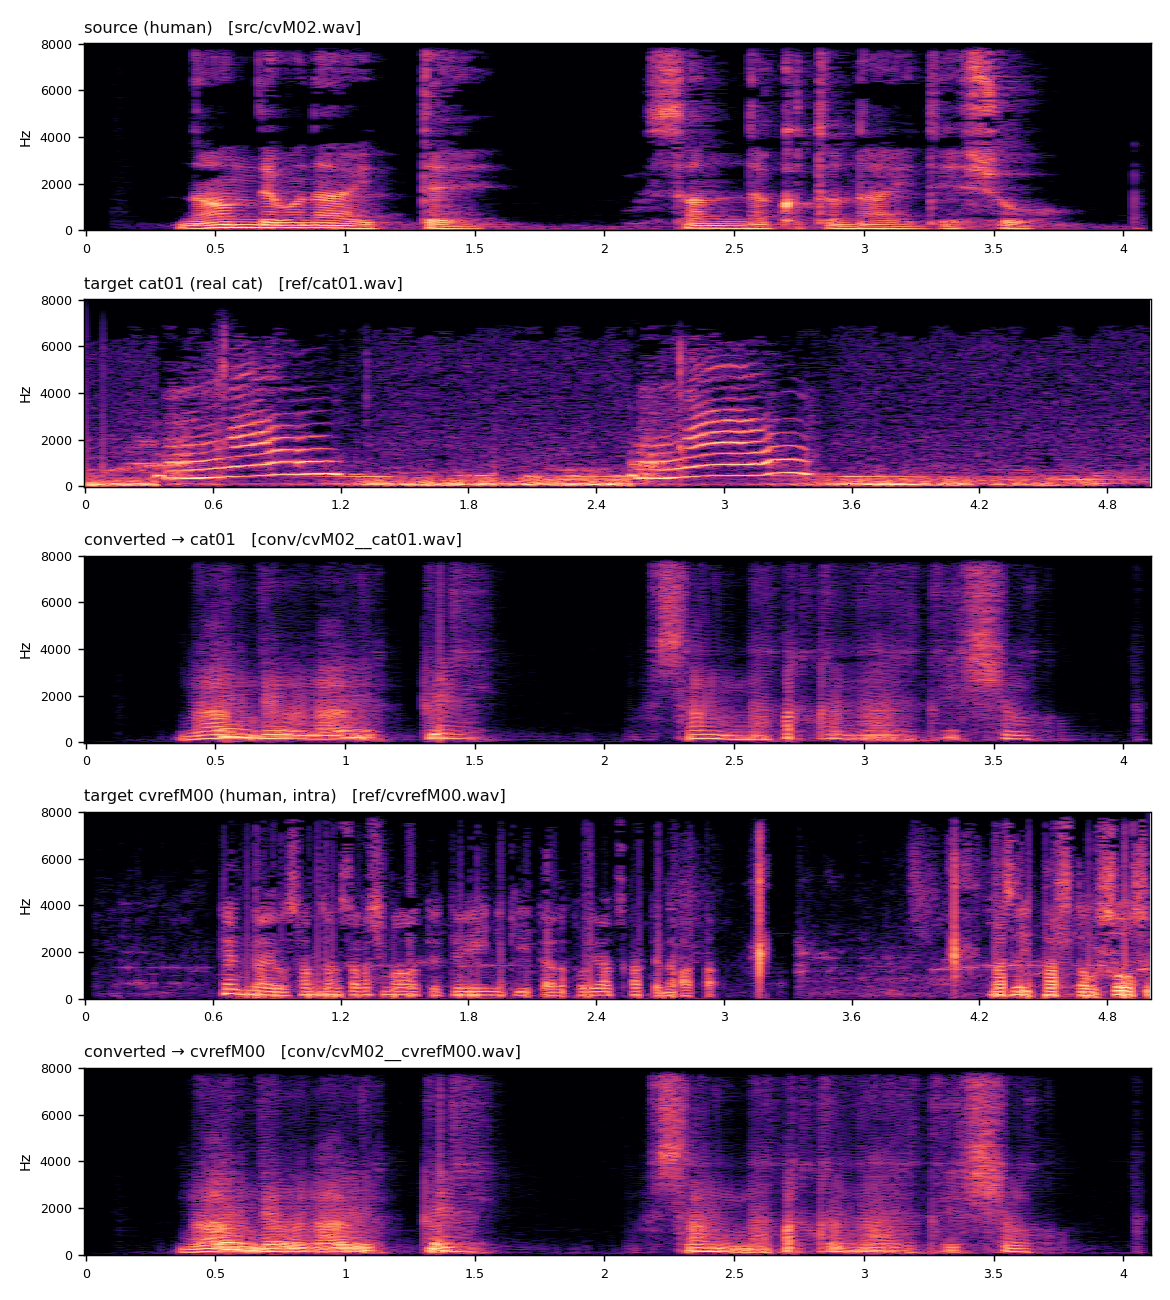 source (human)   [src/cvM02.wav]
8000
6000
4000
2000
0
Hz
0 0.5 1 1.5 2 2.5 3 3.5 4
target cat01 (real cat)   [ref/cat01.wav]
8000
6000
4000
2000
0
Hz
0 0.6 1.2 1.8 2.4 3 3.6 4.2 4.8
converted → cat01   [conv/cvM02__cat01.wav]
8000
6000
4000
2000
0
Hz
0 0.5 1 1.5 2 2.5 3 3.5 4
target cvrefM00 (human, intra)   [ref/cvrefM00.wav]
8000
6000
4000
2000
0
Hz
0 0.6 1.2 1.8 2.4 3 3.6 4.2 4.8
converted → cvrefM00   [conv/cvM02__cvrefM00.wav]
8000
6000
4000
2000
0
Hz
0 0.5 1 1.5 2 2.5 3 3.5 4